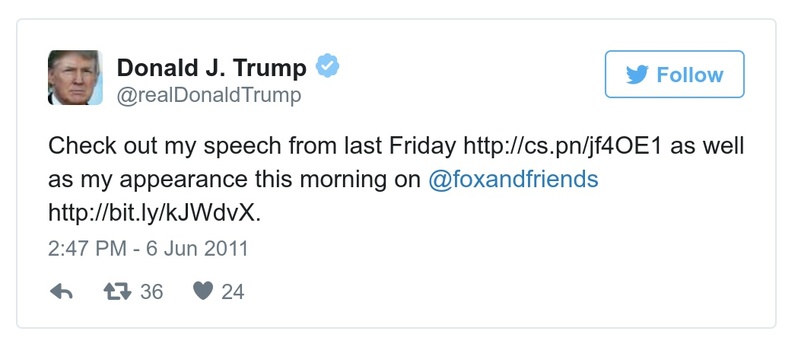 Donald J. Trump
@realDonaldTrump
Follow
Check out my speech from last Friday http://cs.pn/jf4OE1 as well
as my appearance this morning on @foxandfriends
http://bit.ly/kJWdvX.
2:47 PM - 6 Jun 2011
36 24